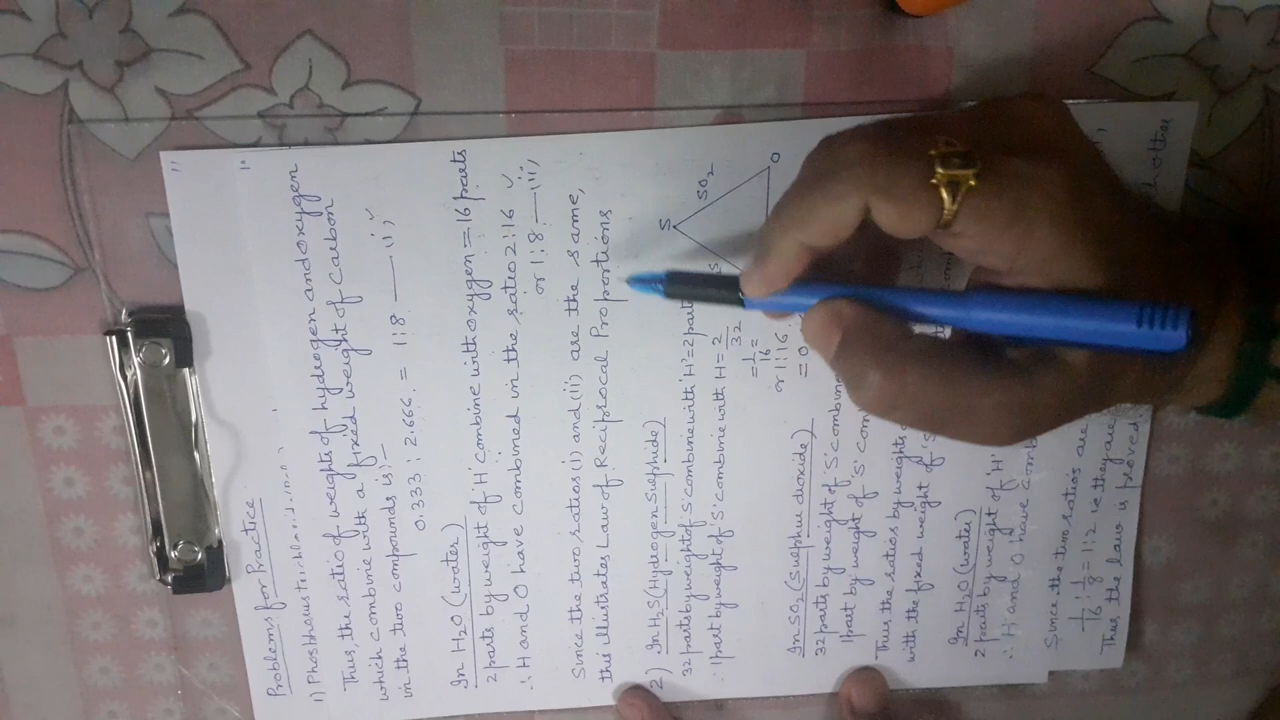 Problems for Practice
1) Phosphorus
Thus, the ratio of weights of hydrogen and oxygen
which combine with a fixed weight of Carbon
in the two compounds is:-
0.333 : 2.666 = 1:8 —— (i)
In H₂O (water)
2 parts by weight of 'H' combine with oxygen = 16 parts
∴ H and O have combined in the ratio 2:16
or 1:8 —— (ii)
Since the two ratios (i) and (ii) are the same,
this illustrates Law of Reciprocal Proportions
2) In H₂S (Hydrogen Sulphide)
32 parts by weight of S combine with 'H' = 2 part
∴ 1 part by weight of 'S' combine with H = 2/32
= 1/16 =
S
SO₂
O
S
In SO₂ (Sulphur dioxide)
or 1:16
32 parts by weight of 'S' combine
= 0
1 part by weight of 'S' com
Thus the ratios by weights
with the fixed weight of S
In H₂O (water)
2 parts by weight of 'H'
∴ 'H' and O have comb
Since the two ratios are
1/16 : 1/8 = 1:2 ie they are
other
Thus, the law is proved